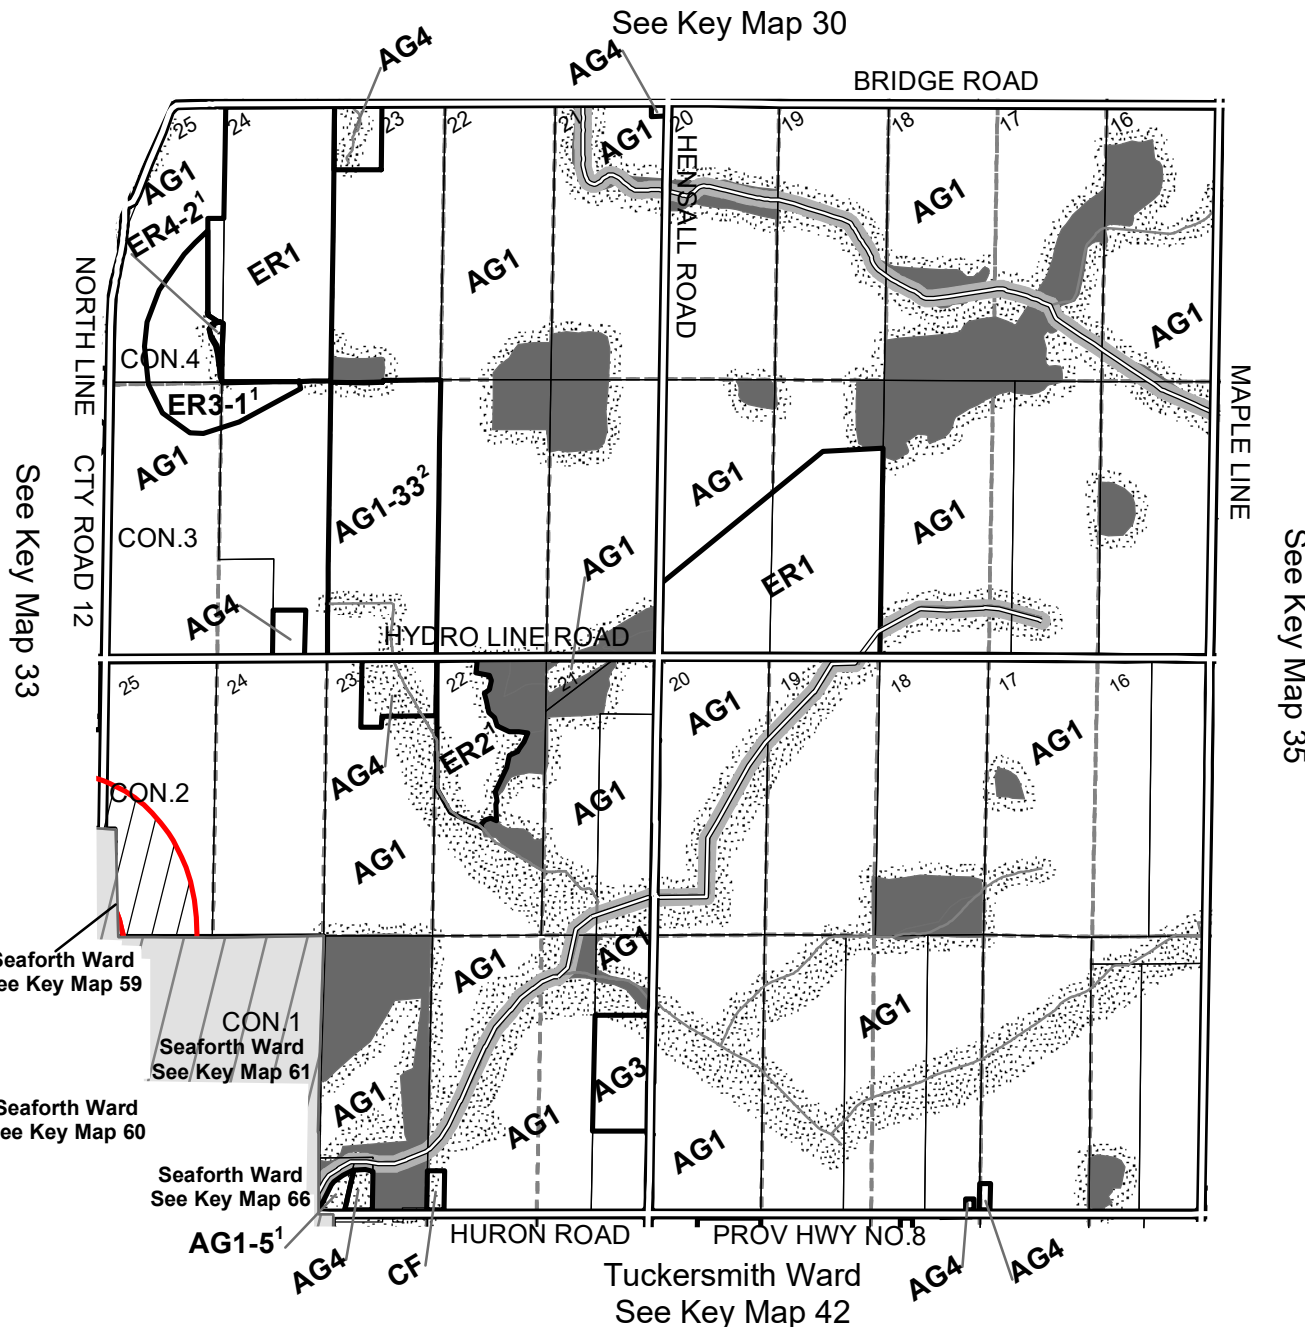 See Key Map 30
AG4
AG4
BRIDGE ROAD
25
24
23
22
21
20
19
18
17
16
AG1
AG1
AG1
ER4-2¹
ER1
AG1
HENSALL ROAD
NORTH LINE
CTY ROAD 12
CON.4
ER3-1¹
AG1
MAPLE LINE
AG1
AG1-33²
AG1
AG1
See Key Map 33
See Key Map 35
CON.3
AG1
ER1
AG4
HYDRO LINE ROAD
25
24
23
22
21
20
19
18
17
16
AG1
AG1
AG4
ER2¹
AG1
CON.2
AG1
Seaforth Ward
See Key Map 59
AG1
AG1
CON.1
Seaforth Ward
See Key Map 61
AG1
AG3
AG1
AG1
Seaforth Ward
See Key Map 60
AG1
Seaforth Ward
See Key Map 66
AG1-5¹
AG4
CF
HURON ROAD
PROV HWY NO.8
AG4
AG4
Tuckersmith Ward
See Key Map 42